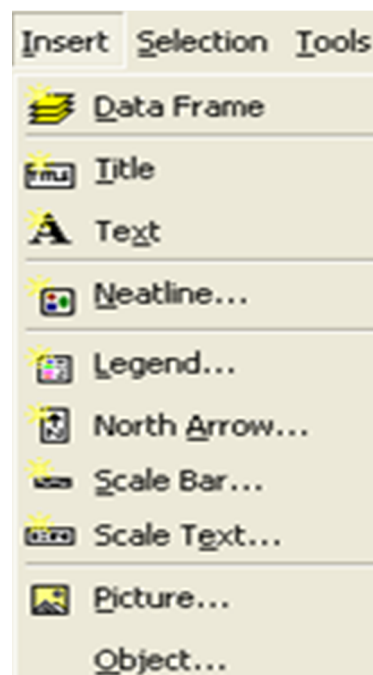 Insert Selection Tools
Data Frame
Title
Text
Neatline...
Legend...
North Arrow...
Scale Bar...
Scale Text...
Picture...
Object...